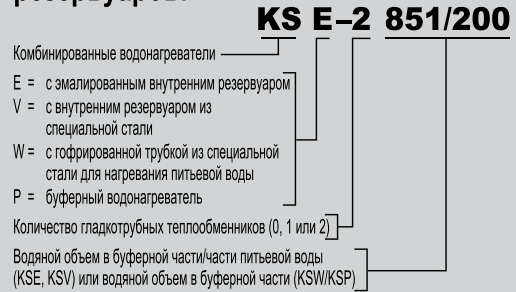 резервуаров:
KS E–2 851/200
Комбинированные водонагреватели
E = с эмалированным внутренним резервуаром
V = с внутренним резервуаром из
специальной стали
W = с гофрированной трубкой из специальной
стали для нагревания питьевой воды
P = буферный водонагреватель
Количество гладкотрубных теплообменников (0, 1 или 2)
Водяной объем в буферной части/части питьевой воды
(KSE, KSV) или водяной объем в буферной части (KSW/KSP)